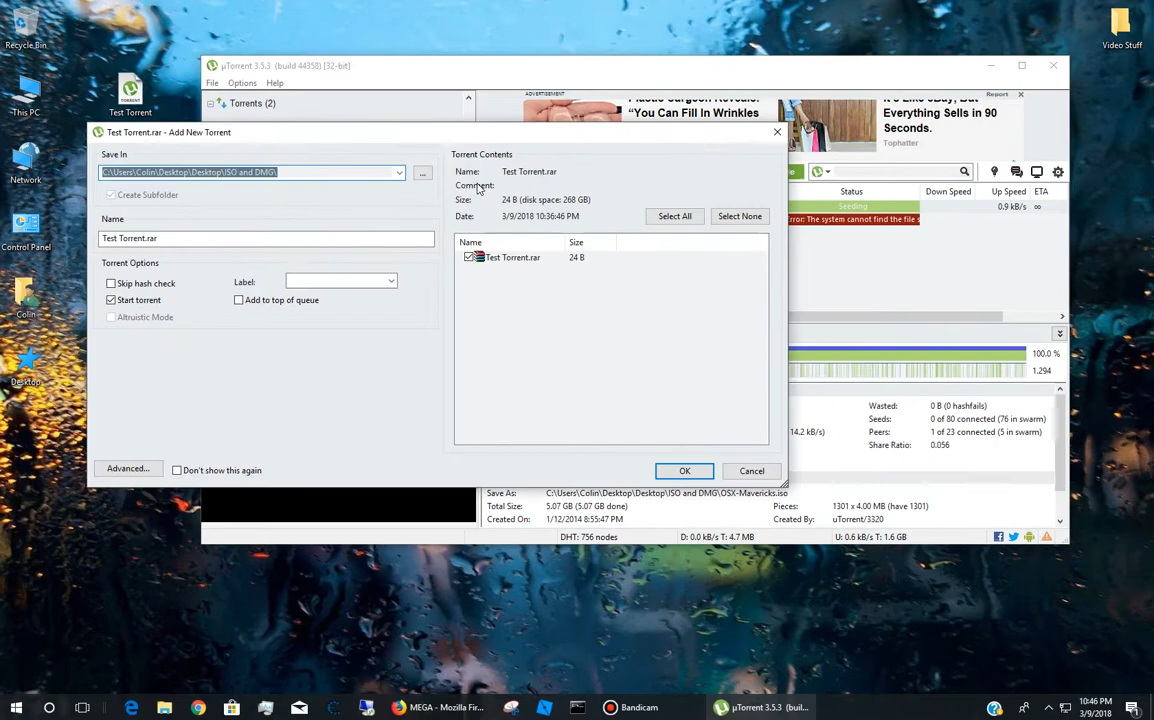 Recycle Bin
This PC
Network
Control Panel
Colin
Desktop
Test Torrent
Video Stuff
µTorrent 3.5.3 (build 44358) [32-bit]
File Options Help
Torrents (2)
ADVERTISEMENT
Report
Plastic Surgeon Reveals:
"You Can Fill In Wrinkles
It's Like eBay, But
Everything Sells in 90
Seconds.
Tophatter
Test Torrent.rar - Add New Torrent
Save In
C:\Users\Colin\Desktop\Desktop\ISO and DMG\
...
Create Subfolder
Name
Test Torrent.rar
Torrent Options
Skip hash check
Label:
Start torrent
Add to top of queue
Altruistic Mode
Advanced...
Don't show this again
Torrent Contents
Name: Test Torrent.rar
Comment:
Size: 24 B (disk space: 268 GB)
Date: 3/9/2018 10:36:46 PM
Select All
Select None
Name Size
Test Torrent.rar 24 B
OK
Cancel
Status Down Speed Up Speed ETA
Seeding 0.9 kB/s ∞
Error: The system cannot find the file s
100.0 %
1.294
Wasted: 0 B (0 hashfails)
Seeds: 0 of 80 connected (76 in swarm)
14.2 kB/s) Peers: 1 of 23 connected (5 in swarm)
Share Ratio: 0.056
Save As: C:\Users\Colin\Desktop\Desktop\ISO and DMG\OSX-Mavericks.iso
Total Size: 5.07 GB (5.07 GB done) Pieces: 1301 x 4.00 MB (have 1301)
Created On: 1/12/2014 8:55:47 PM Created By: uTorrent/3320
DHT: 756 nodes D: 0.0 kB/s T: 4.7 MB U: 0.6 kB/s T: 1.6 GB
MEGA - Mozilla Fir...
Bandicam
µTorrent 3.5.3 (buil...
10:46 PM
3/9/2018